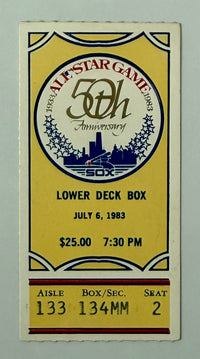 ALL STAR GAME
1933 50th 1983
Anniversary
SOX
LOWER DECK BOX
JULY 6, 1983
$25.00 7:30 PM
AISLE BOX/SEC. SEAT
133 134MM 2